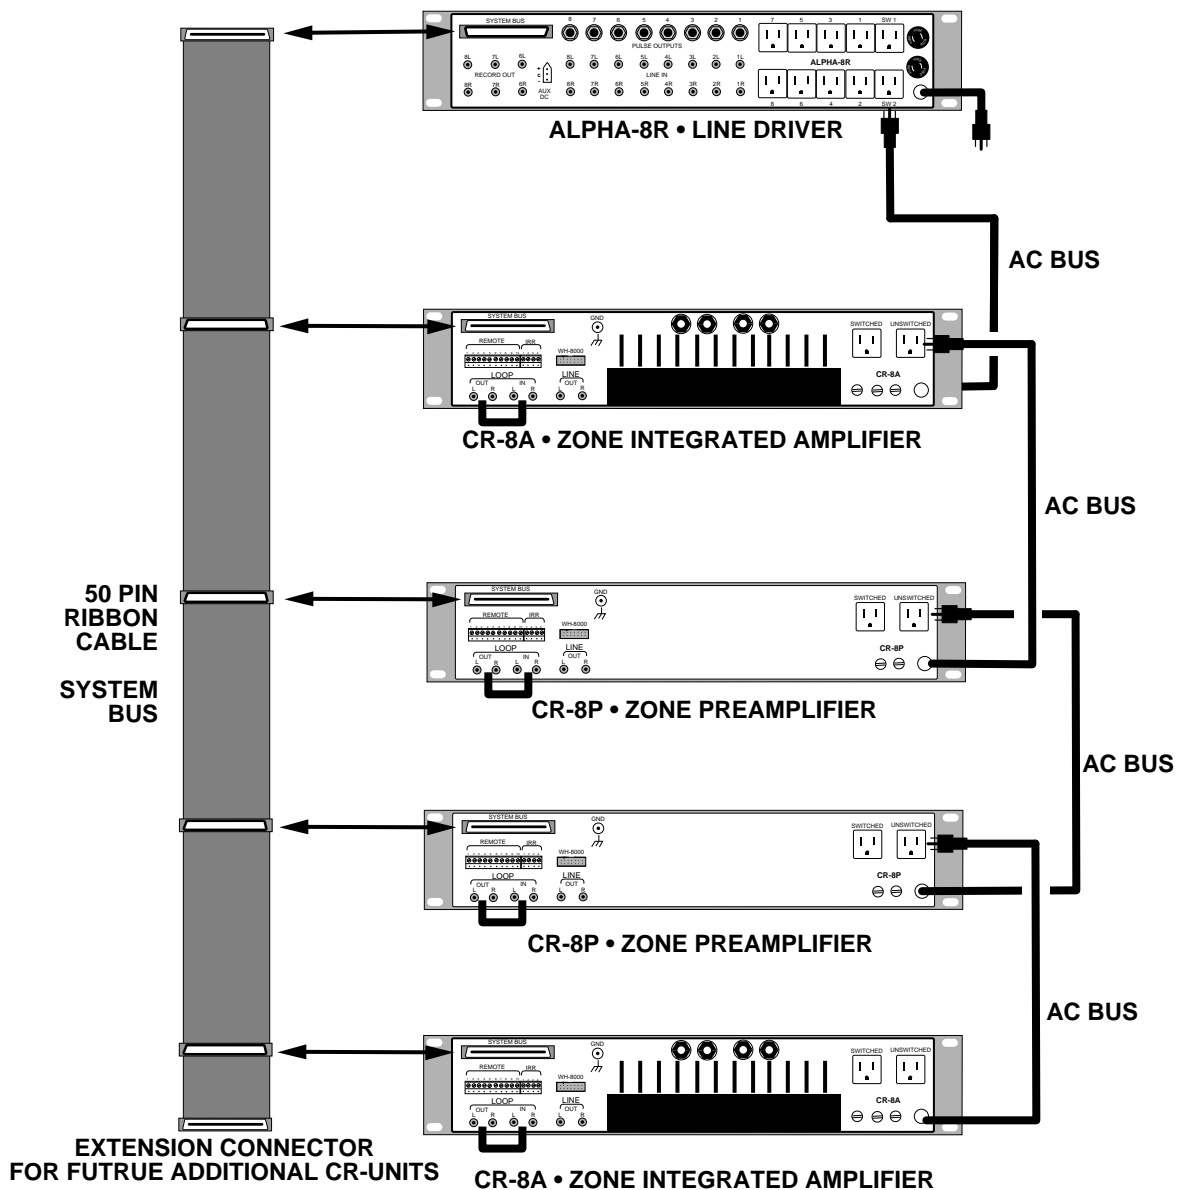 SYSTEM BUS
8 7 6 5 4 3 2 1
PULSE OUTPUTS
7 5 3 1 SW 1
8L 7L 6L
8L 7L 6L 5L 4L 3L 2L 1L
ALPHA-8R
RECORD OUT
+
-
AUX
DC
LINE IN
8R 7R 6R
8R 7R 6R 5R 4R 3R 2R 1R
8 6 4 2 SW 2
ALPHA-8R • LINE DRIVER
AC BUS
SYSTEM BUS
GND
SWITCHED
UNSWITCHED
REMOTE
IRR
WH-8000
LOOP
LINE
OUT
IN
OUT
L R L R L R
CR-8A
CR-8A • ZONE INTEGRATED AMPLIFIER
AC BUS
50 PIN
RIBBON
CABLE
SYSTEM
BUS
SYSTEM BUS
GND
SWITCHED
UNSWITCHED
REMOTE
IRR
WH-8000
LOOP
LINE
OUT
IN
OUT
L R L R L R
CR-8P
CR-8P • ZONE PREAMPLIFIER
AC BUS
SYSTEM BUS
GND
SWITCHED
UNSWITCHED
REMOTE
IRR
WH-8000
LOOP
LINE
OUT
IN
OUT
L R L R L R
CR-8P
CR-8P • ZONE PREAMPLIFIER
AC BUS
SYSTEM BUS
GND
SWITCHED
UNSWITCHED
REMOTE
IRR
WH-8000
LOOP
LINE
OUT
IN
OUT
L R L R L R
CR-8A
EXTENSION CONNECTOR
FOR FUTRUE ADDITIONAL CR-UNITS
CR-8A • ZONE INTEGRATED AMPLIFIER